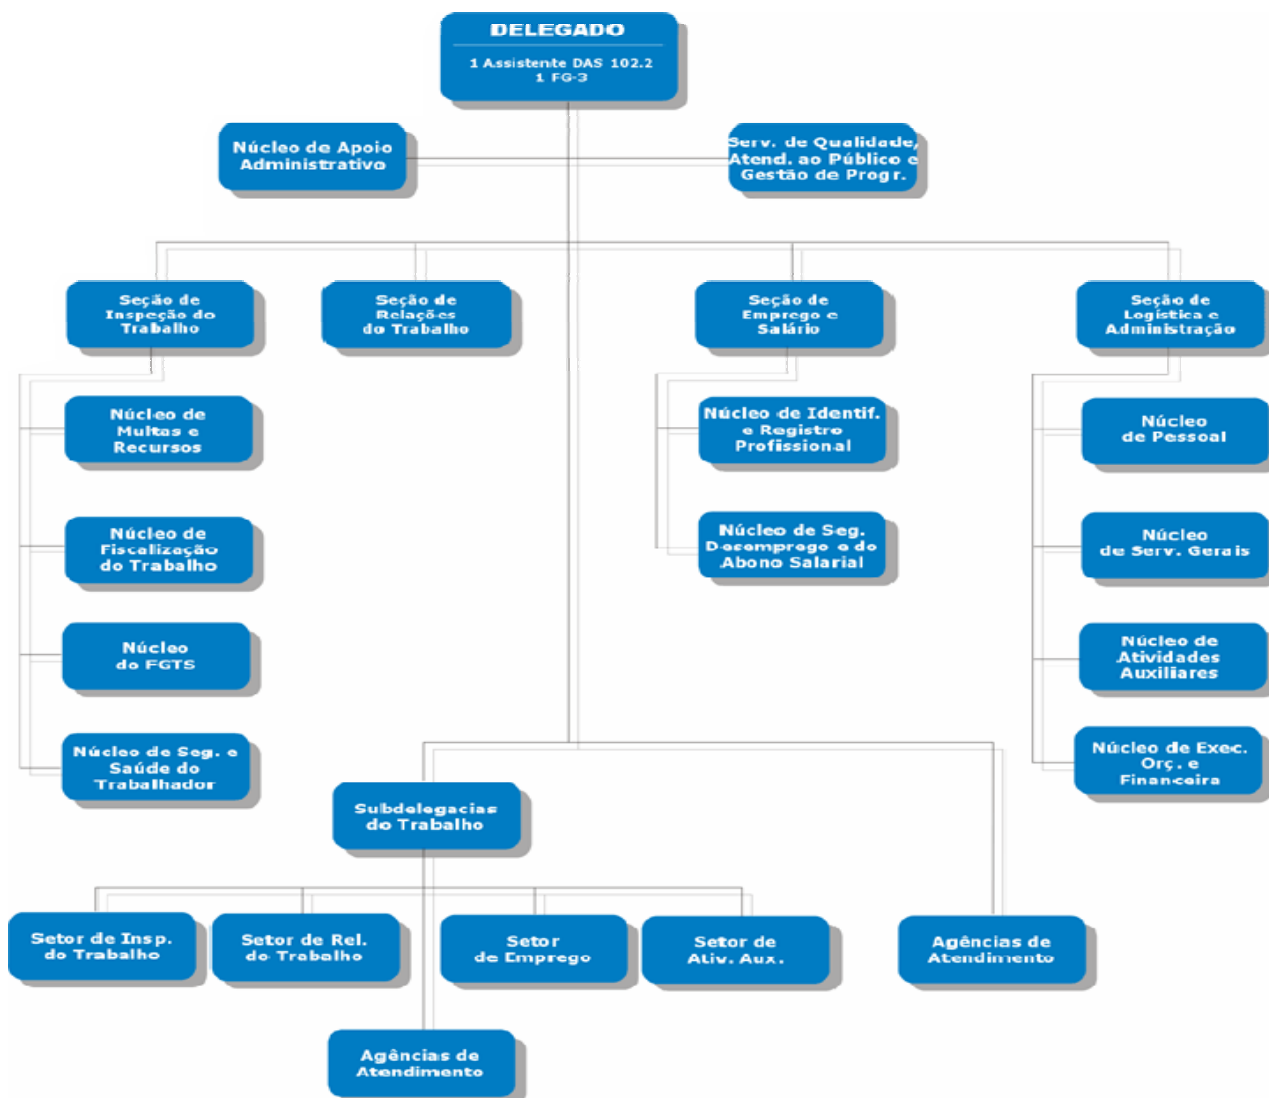 DELEGADO
1 Assistente DAS 102.2
1 FG-3
Núcleo de Apoio
Administrativo
Serv. de Qualidade,
Atend. ao Público e
Gestão de Progr.
Seção de
Inspeção do
Trabalho
Seção de
Relações
do Trabalho
Seção de
Emprego e
Salário
Seção de
Logística e
Administração
Núcleo de
Multas e
Recursos
Núcleo de
Fiscalização
do Trabalho
Núcleo
do FGTS
Núcleo de Seg. e
Saúde do
Trabalhador
Núcleo de Identif.
e Registro
Profissional
Núcleo de Seg.
Desemprego e do
Abono Salarial
Núcleo
de Pessoal
Núcleo
de Serv. Gerais
Núcleo de
Atividades
Auxiliares
Núcleo de Exec.
Orç. e
Financeira
Subdelegacias
do Trabalho
Setor de Insp.
do Trabalho
Setor de Rel.
do Trabalho
Setor
de Emprego
Setor de
Ativ. Aux.
Agências de
Atendimento
Agências de
Atendimento